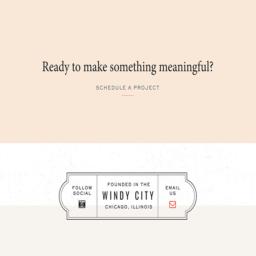 Ready to make something meaningful?
SCHEDULE A PROJECT
FOLLOW
SOCIAL
FOUNDED IN THE
WINDY CITY
CHICAGO, ILLINOIS
EMAIL
US